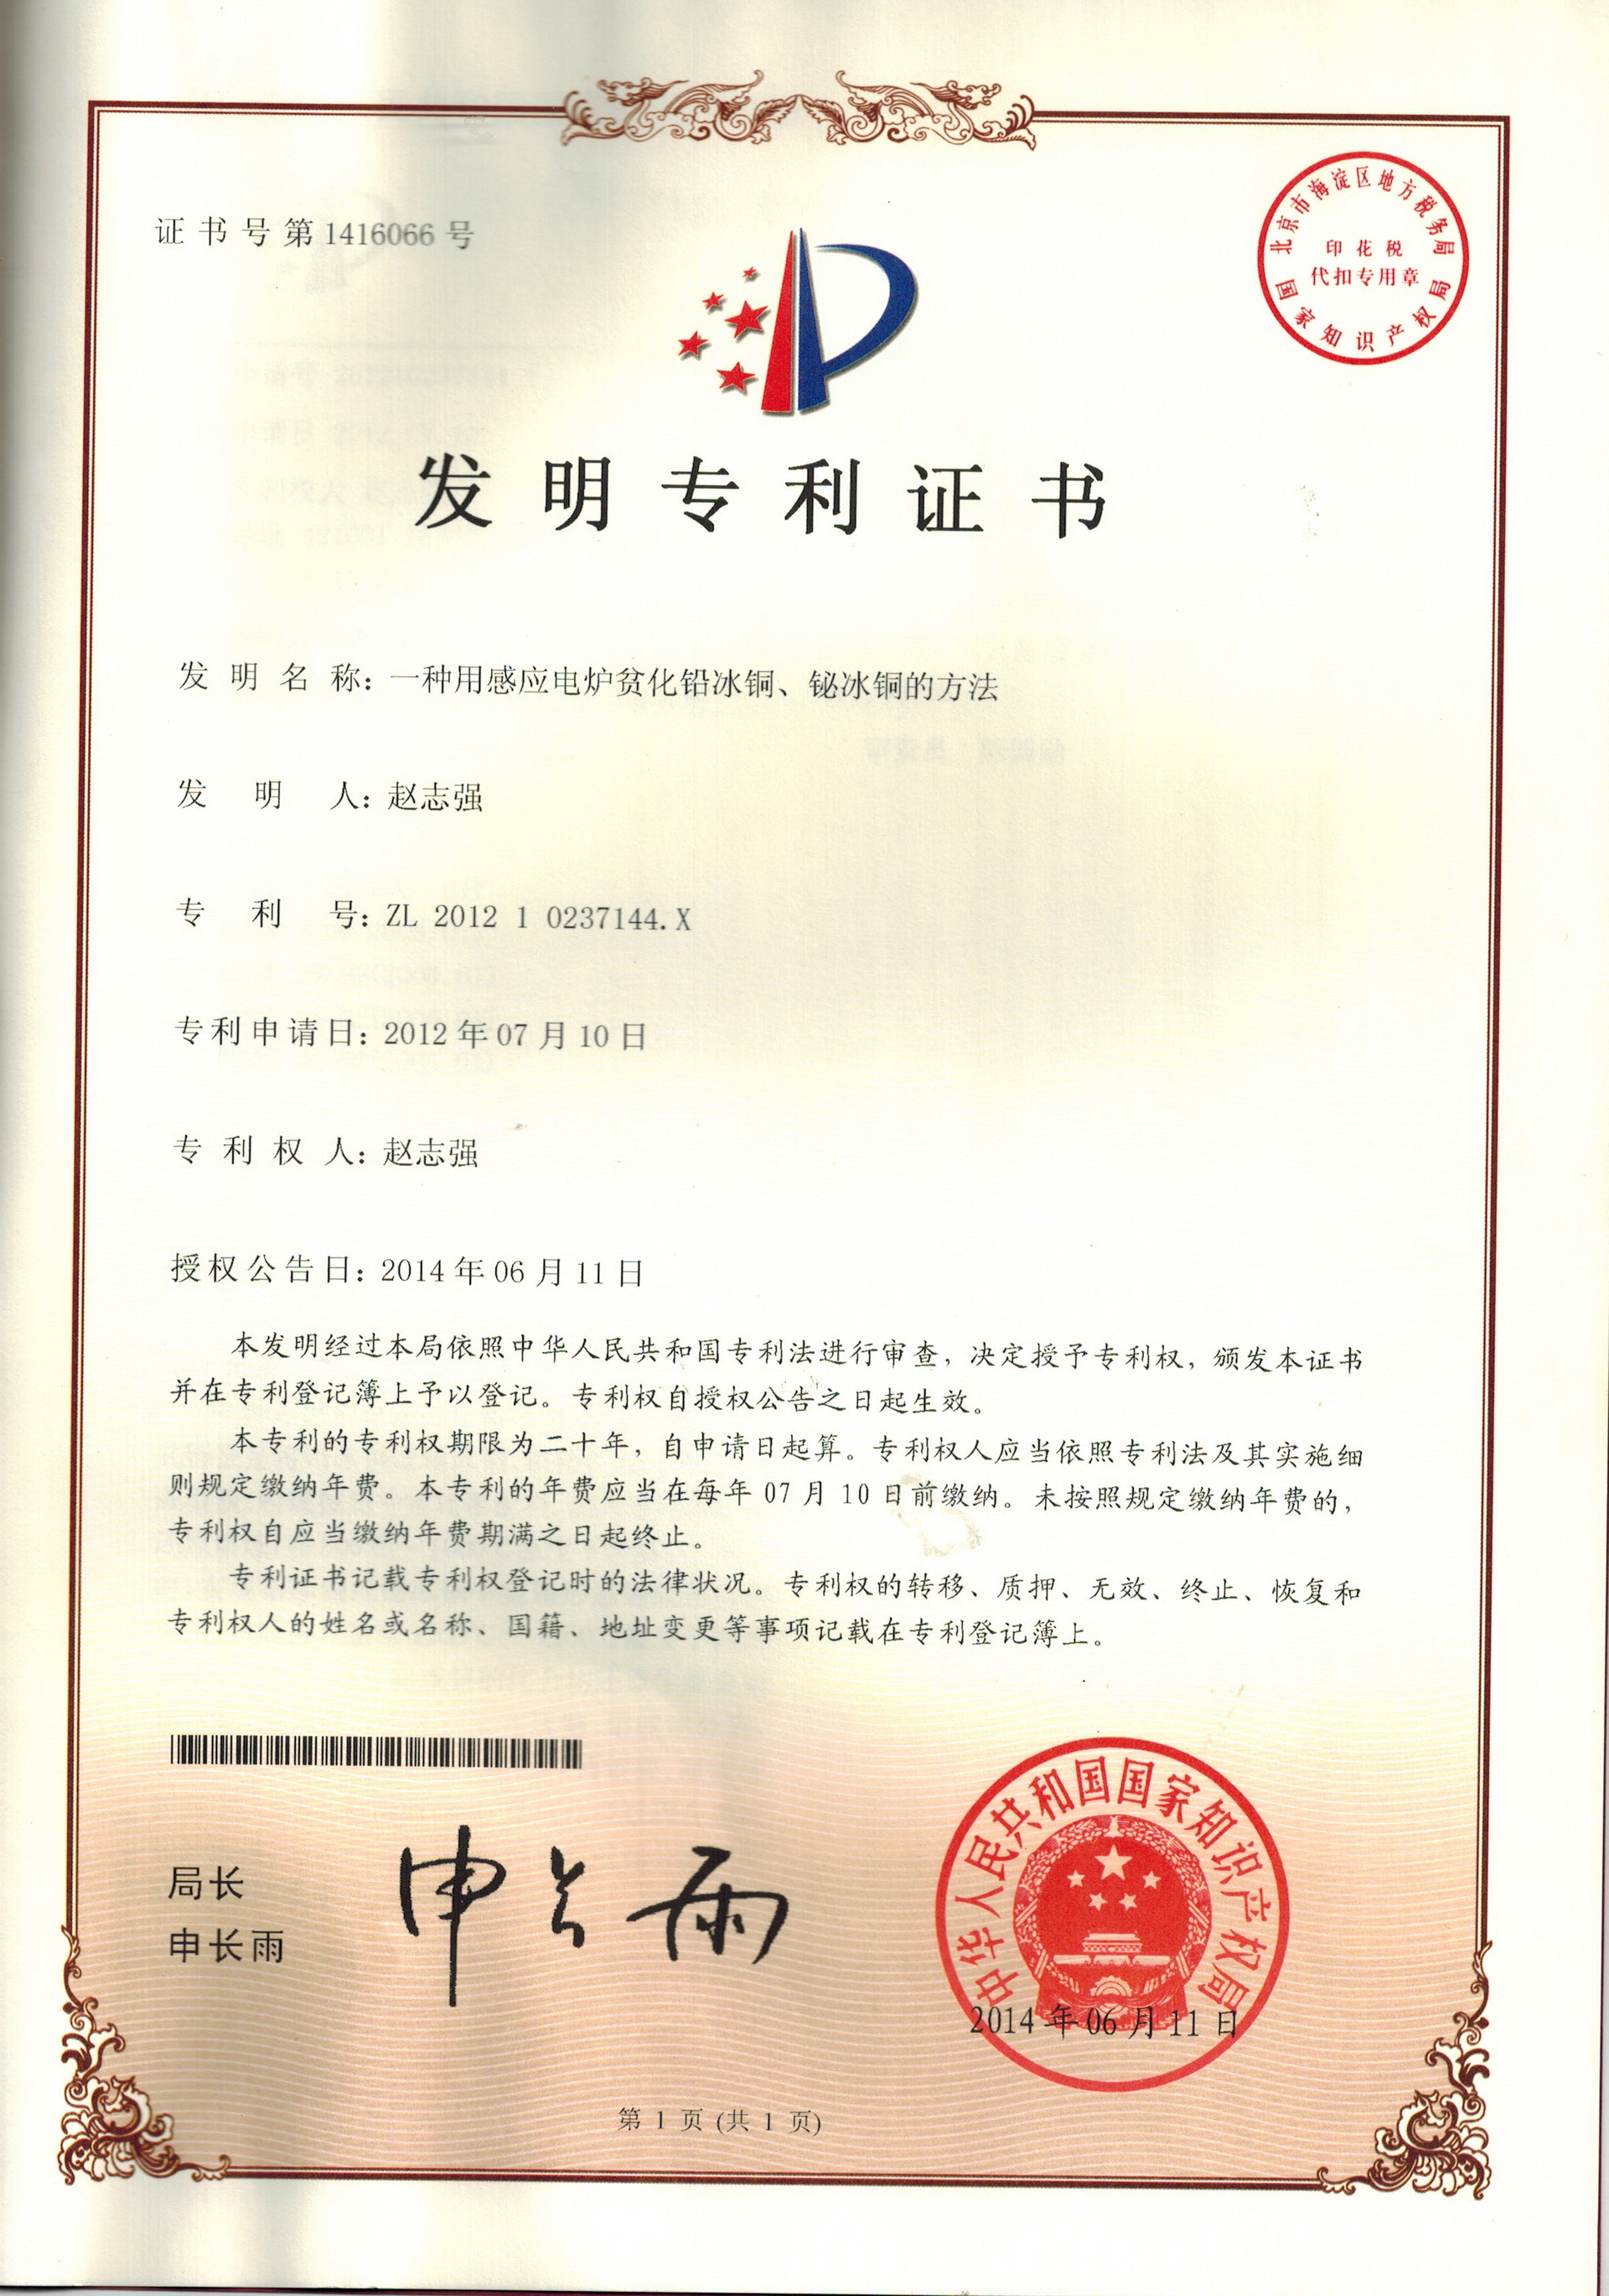 证书号第1416066号
北京市海淀区地方税务局
印花税
代扣专用章
国家知识产权局
发明专利证书
发明名称：一种用感应电炉贫化铅冰铜、铋冰铜的方法
发明人：赵志强
专利号：ZL 2012 1 0237144.X
专利申请日：2012年07月10日
专利权人：赵志强
授权公告日：2014年06月11日
本发明经过本局依照中华人民共和国专利法进行审查，决定授予专利权，颁发本证书
并在专利登记簿上予以登记。专利权自授权公告之日起生效。
本专利的专利权期限为二十年，自申请日起算。专利权人应当依照专利法及其实施细
则规定缴纳年费。本专利的年费应当在每年07月10日前缴纳。未按照规定缴纳年费的，
专利权自应当缴纳年费期满之日起终止。
专利证书记载专利权登记时的法律状况。专利权的转移、质押、无效、终止、恢复和
专利权人的姓名或名称、国籍、地址变更等事项记载在专利登记簿上。
局长
申长雨
申长雨
中华人民共和国国家知识产权局
2014年06月11日
第 1 页 (共 1 页)